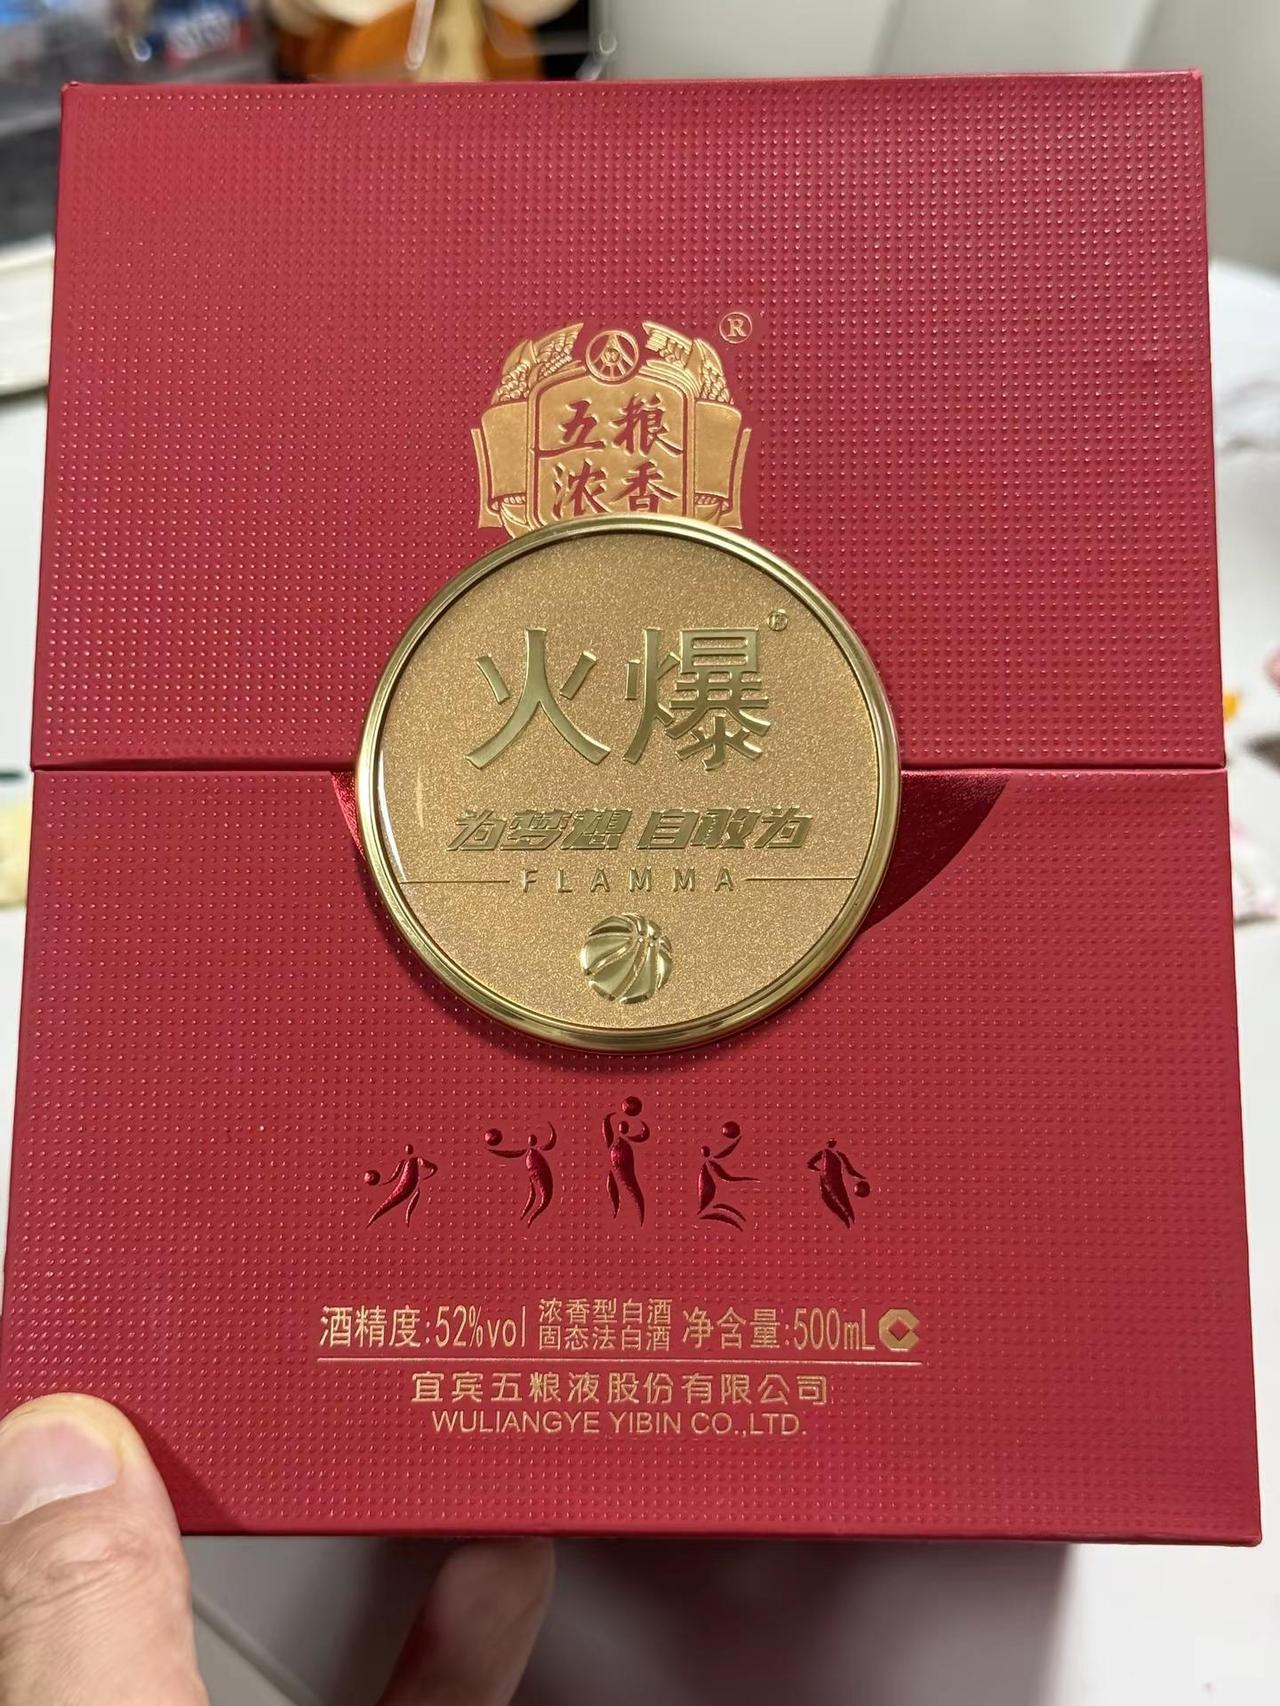 ®
五粮
浓香
火爆®
为梦想 自敢为
FLAMMA
酒精度:52%vol 浓香型白酒 固态法白酒 净含量:500mL
宜宾五粮液股份有限公司
WULIANGYE YIBIN CO.,LTD.